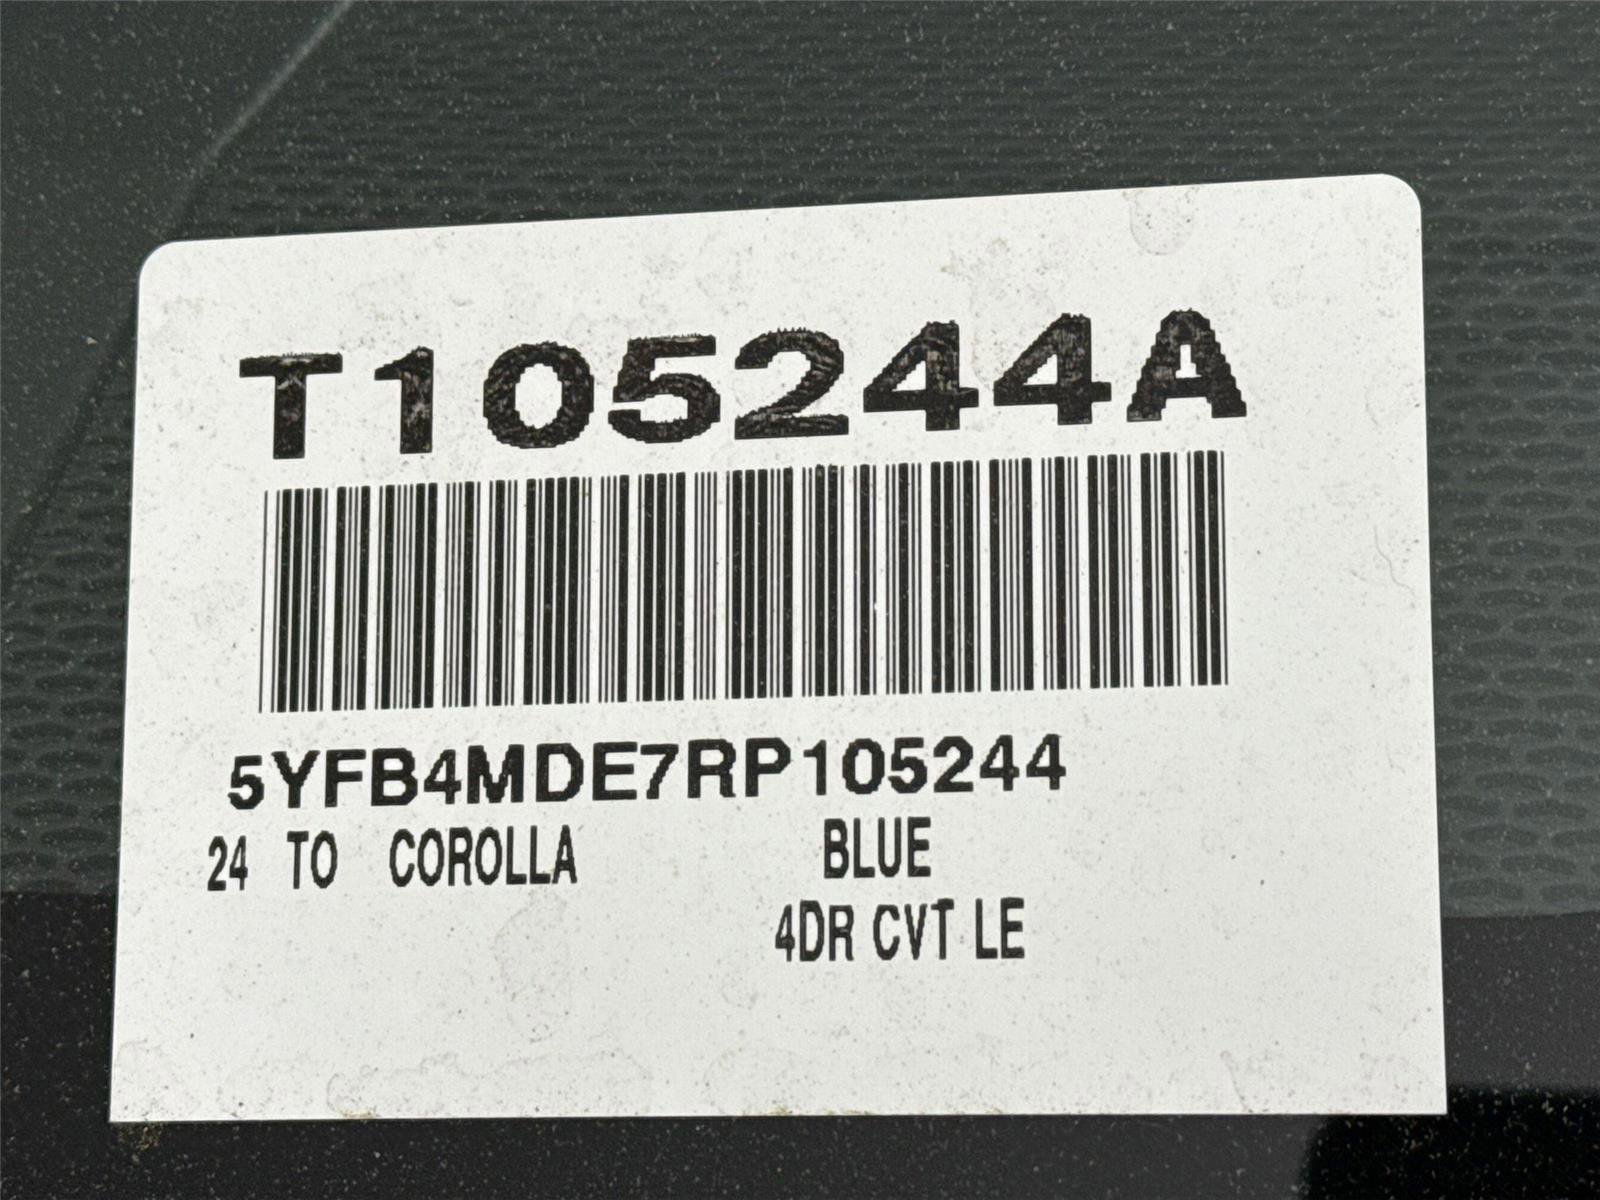 T105244A
5YFB4MDE7RP105244
24 TO COROLLA BLUE
4DR CVT LE